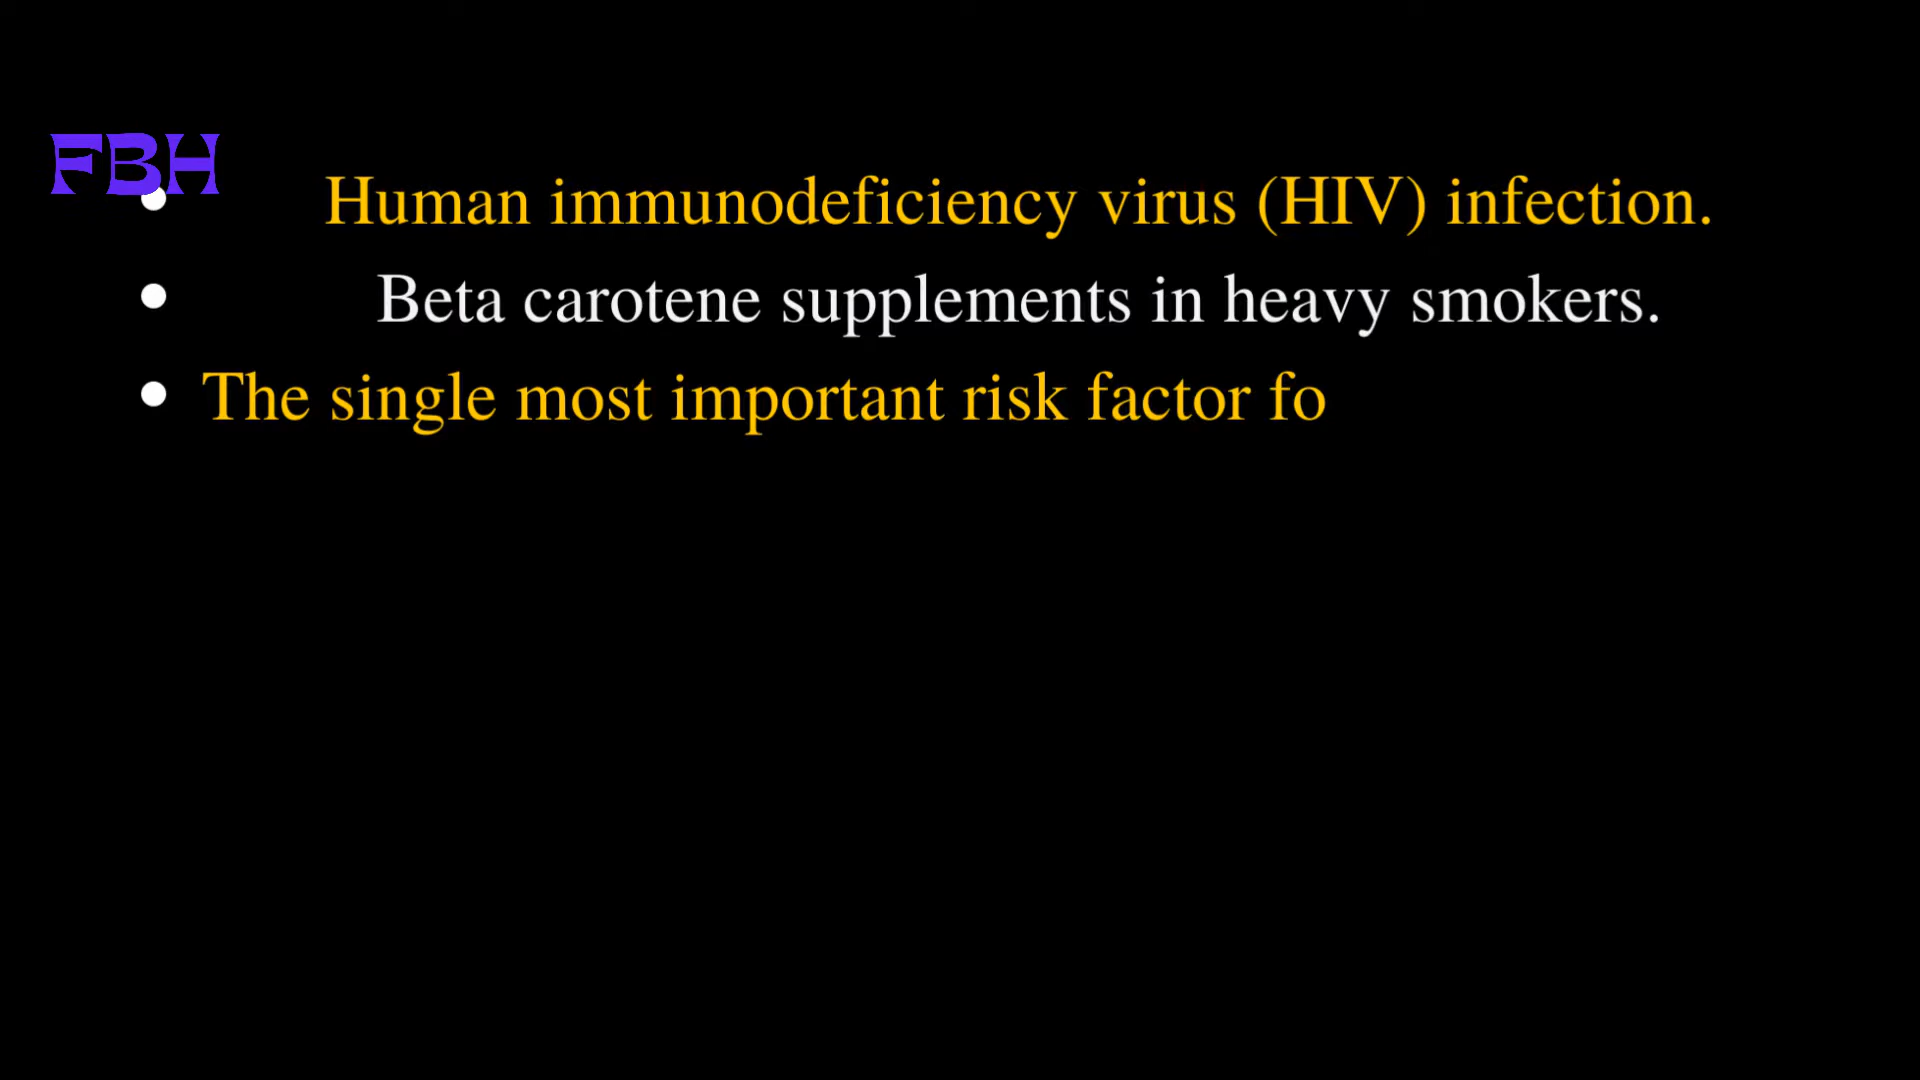 FBH
• Human immunodeficiency virus (HIV) infection.
• Beta carotene supplements in heavy smokers.
• The single most important risk factor fo